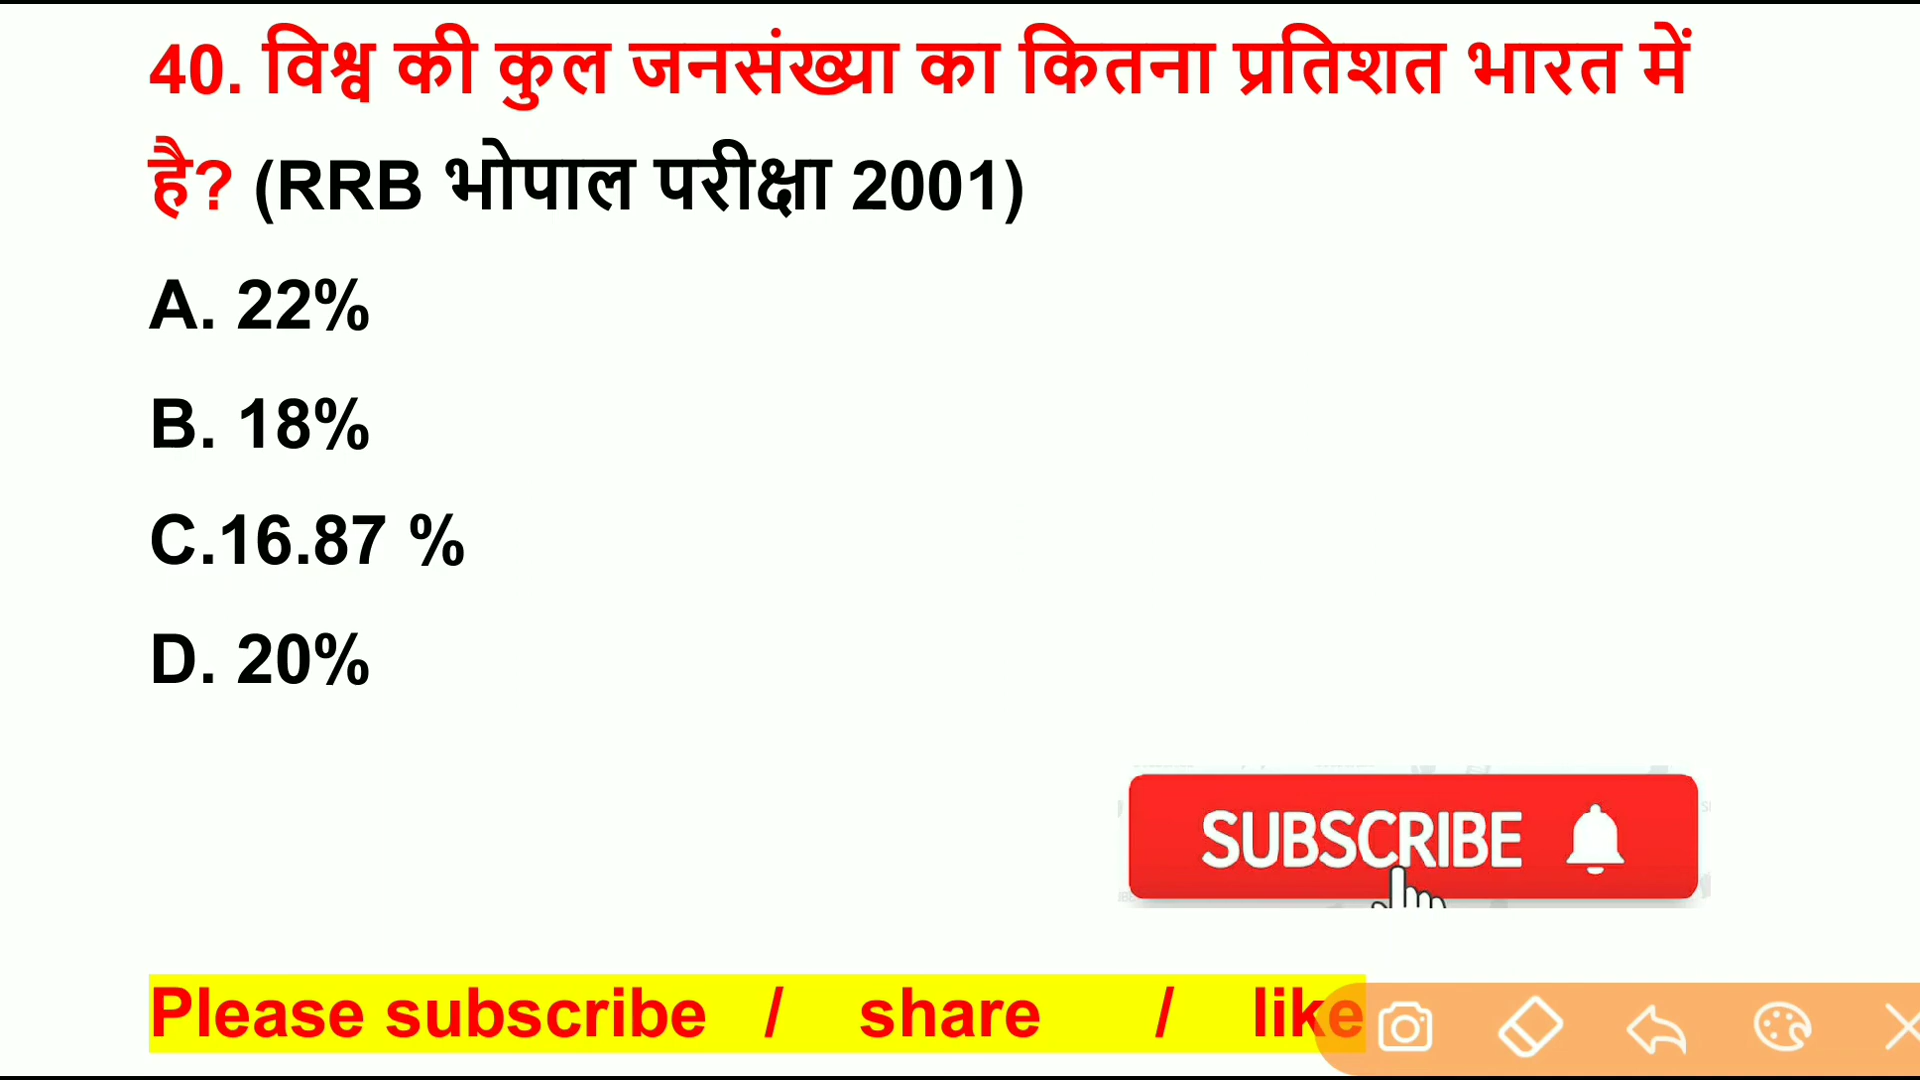 40. विश्व की कुल जनसंख्या का कितना प्रतिशत भारत में
है? (RRB भोपाल परीक्षा 2001)
A. 22%
B. 18%
C.16.87 %
D. 20%
SUBSCRIBE
Please subscribe / share / like